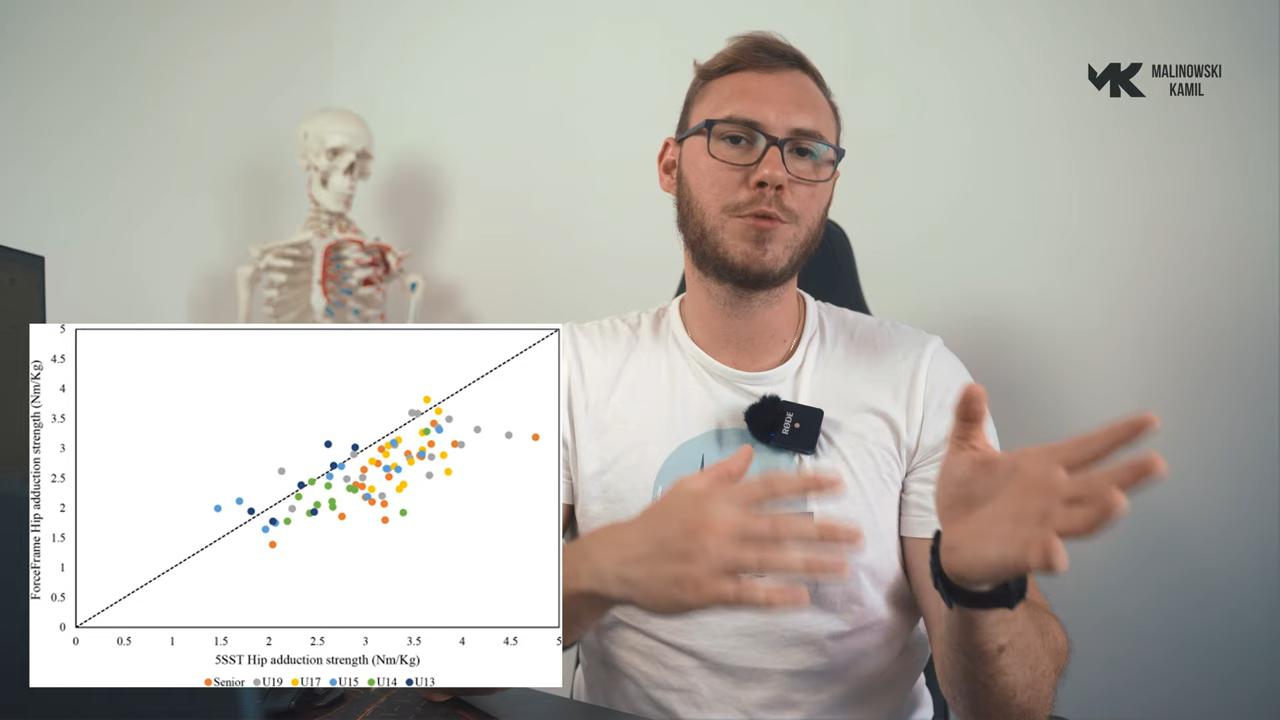 MALINOWSKI
KAMIL
RØDE
5
4.5
4
3.5
3
2.5
2
1.5
1
0.5
0
ForceFrame Hip adduction strength (Nm/Kg)
0 0.5 1 1.5 2 2.5 3 3.5 4 4.5 5
5SST Hip adduction strength (Nm/Kg)
Senior U19 U17 U15 U14 U13